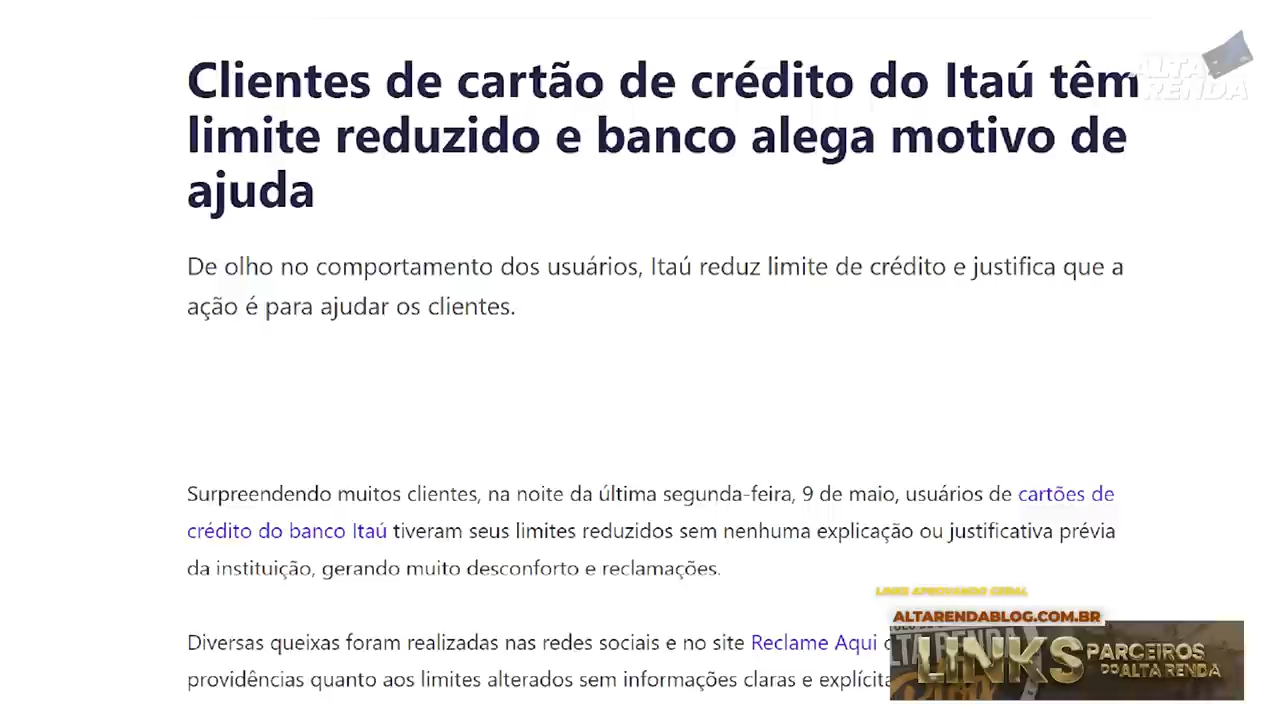 Clientes de cartão de crédito do Itaú têm
limite reduzido e banco alega motivo de
ajuda
ALTA
RENDA
De olho no comportamento dos usuários, Itaú reduz limite de crédito e justifica que a
ação é para ajudar os clientes.
Surpreendendo muitos clientes, na noite da última segunda-feira, 9 de maio, usuários de cartões de
crédito do banco Itaú tiveram seus limites reduzidos sem nenhuma explicação ou justificativa prévia
da instituição, gerando muito desconforto e reclamações.
Diversas queixas foram realizadas nas redes sociais e no site Reclame Aqui
providências quanto aos limites alterados sem informações claras e
LINKS APROVANDO GERAL
ALTARENDABLOG.COM.BR
LINKS PARCEIROS
DO ALTA RENDA